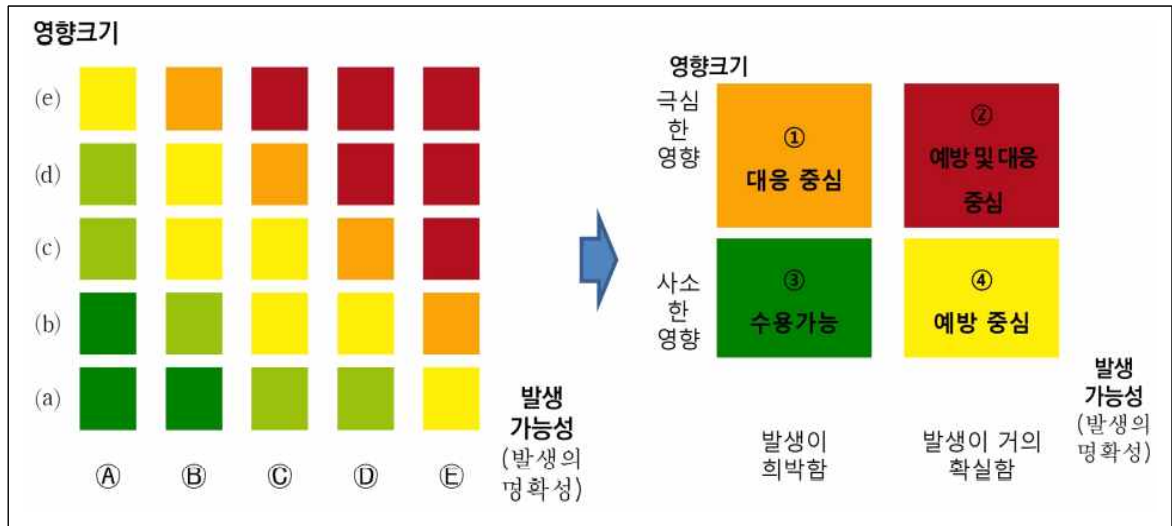 영향크기
(e)
(d)
(c)
(b)
(a)
Ⓐ
Ⓑ
Ⓒ
Ⓓ
Ⓔ
발생
가능성
(발생의
명확성)
영향크기
극심
한
영향
①
대응 중심
②
예방 및 대응
중심
사소
한
영향
③
수용가능
④
예방 중심
발생이
희박함
발생이 거의
확실함
발생
가능성
(발생의
명확성)